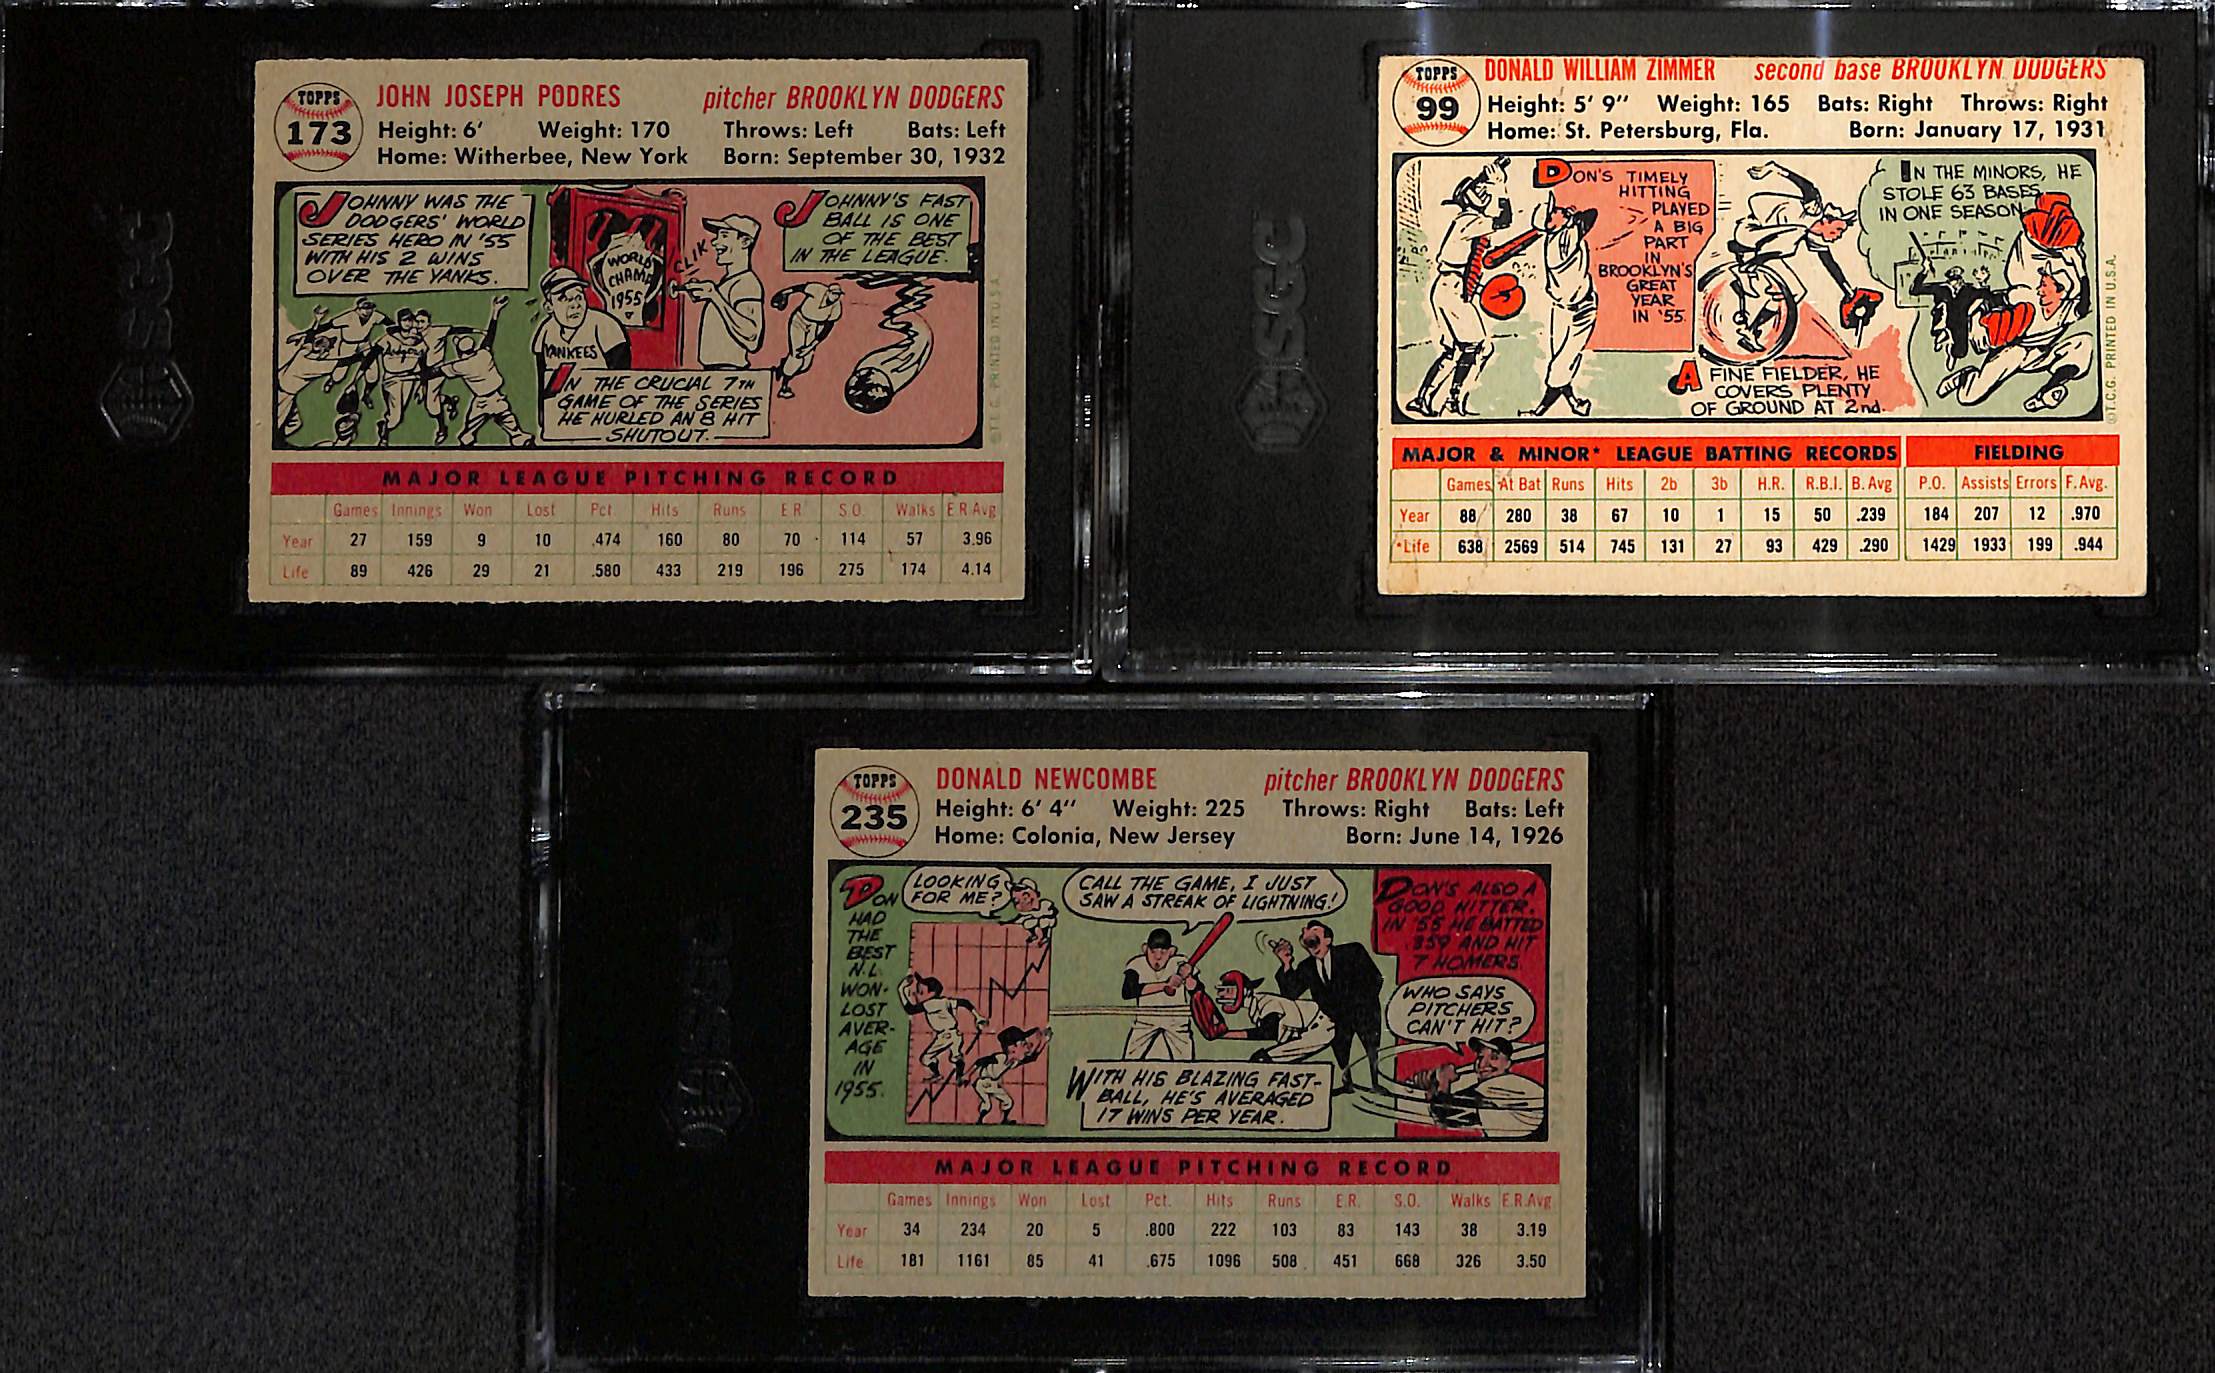 TOPPS
173
JOHN JOSEPH PODRES pitcher BROOKLYN DODGERS
Height: 6' Weight: 170 Throws: Left Bats: Left
Home: Witherbee, New York Born: September 30, 1932
JOHNNY WAS THE
DODGERS' WORLD
SERIES HERO IN '55
WITH HIS 2 WINS
OVER THE YANKS.
Dodgers
WORLD
CHAMP
1955
CLIK
YANKEES
IN THE CRUCIAL 7TH
GAME OF THE SERIES
HE HURLED AN 8 HIT
SHUTOUT.
JOHNNY'S FAST
BALL IS ONE
OF THE BEST
IN THE LEAGUE.
©T.C.G. PRINTED IN U.S.A.
MAJOR LEAGUE PITCHING RECORD
Games Innings Won Lost Pct. Hits Runs E.R. S.O. Walks E.R.Avg
Year 27 159 9 10 .474 160 80 70 114 57 3.96
Life 89 426 29 21 .580 433 219 196 275 174 4.14
SGC
TOPPS
99
DONALD WILLIAM ZIMMER second base BROOKLYN DODGERS
Height: 5' 9" Weight: 165 Bats: Right Throws: Right
Home: St. Petersburg, Fla. Born: January 17, 1931
DON'S TIMELY
HITTING
PLAYED
A BIG
PART
IN
BROOKLYN'S
GREAT
YEAR
IN '55.
A FINE FIELDER, HE
COVERS PLENTY
OF GROUND AT 2nd.
IN THE MINORS, HE
STOLE 63 BASES
IN ONE SEASON.
©T.C.G. PRINTED IN U.S.A.
MAJOR & MINOR* LEAGUE BATTING RECORDS FIELDING
Games At Bat Runs Hits 2b 3b H.R. R.B.I. B. Avg P.O. Assists Errors F. Avg.
Year 88 280 38 67 10 1 15 50 .239 184 207 12 .970
*Life 638 2569 514 745 131 27 93 429 .290 1429 1933 199 .944
SGC
TOPPS
235
DONALD NEWCOMBE pitcher BROOKLYN DODGERS
Height: 6' 4" Weight: 225 Throws: Right Bats: Left
Home: Colonia, New Jersey Born: June 14, 1926
DON
HAD
THE
BEST
N.L.
WON-
LOST
AVER-
AGE
IN
1955.
LOOKING
FOR ME?
CALL THE GAME, I JUST
SAW A STREAK OF LIGHTNING!
WITH HIS BLAZING FAST-
BALL, HE'S AVERAGED
17 WINS PER YEAR.
DON'S ALSO A
GOOD HITTER.
IN '55 HE BATTED
.359 AND HIT
7 HOMERS.
WHO SAYS
PITCHERS
CAN'T HIT?
MAJOR LEAGUE PITCHING RECORD
Games Innings Won Lost Pct. Hits Runs E.R. S.O. Walks E.R.Avg
Year 34 234 20 5 .800 222 103 83 143 38 3.19
Life 181 1161 85 41 .675 1096 508 451 668 326 3.50
SGC